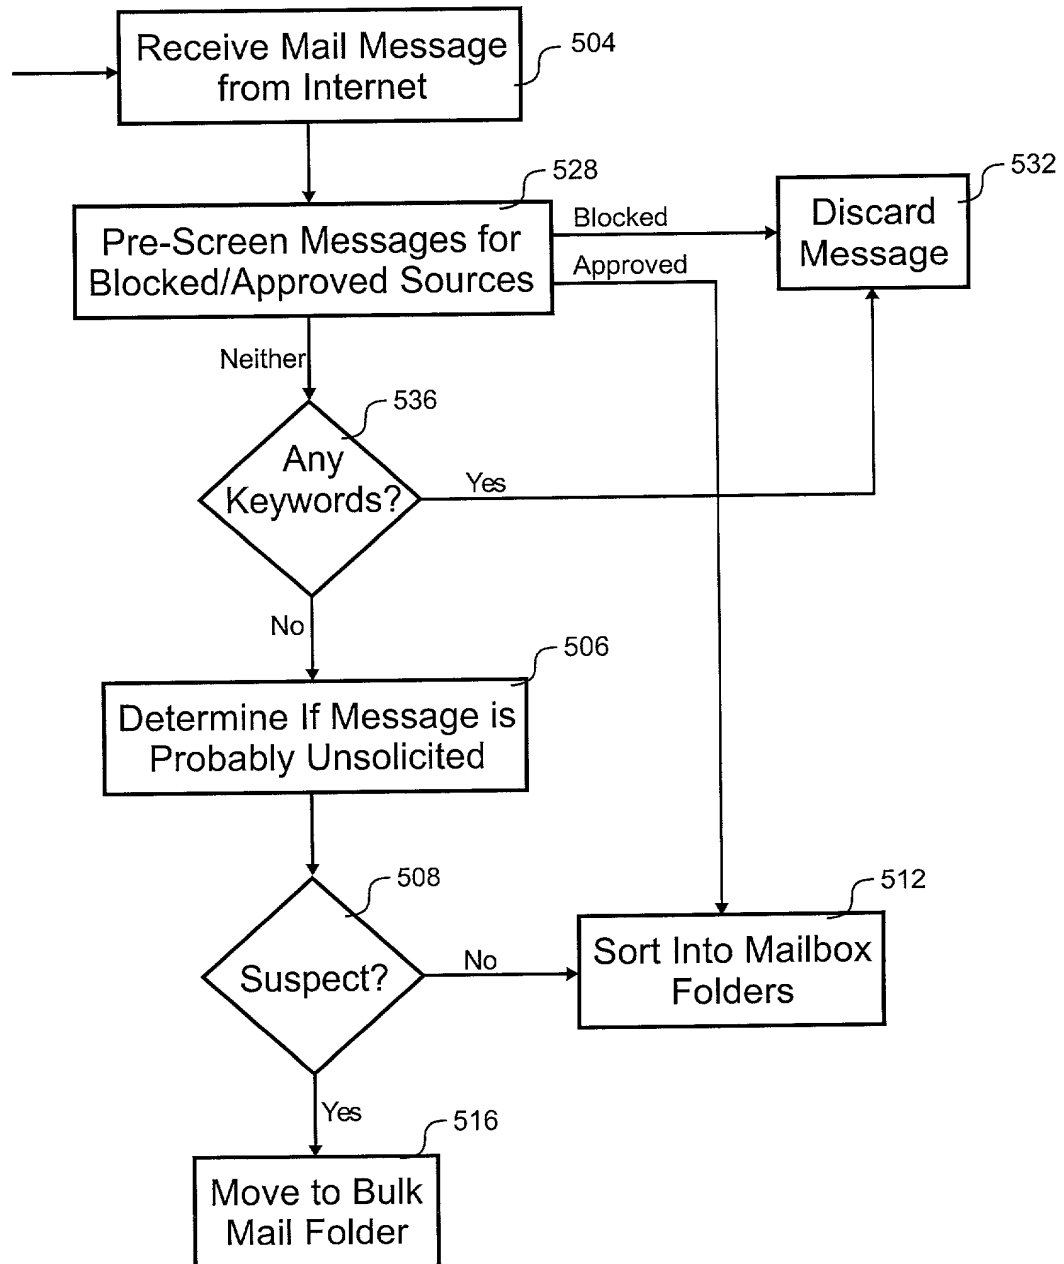 Receive Mail Message
from Internet
504
528
Pre-Screen Messages for
Blocked/Approved Sources
Blocked
Approved
532
Discard
Message
Neither
536
Any
Keywords?
Yes
No
506
Determine If Message is
Probably Unsolicited
508
Suspect?
No
512
Sort Into Mailbox
Folders
Yes
516
Move to Bulk
Mail Folder